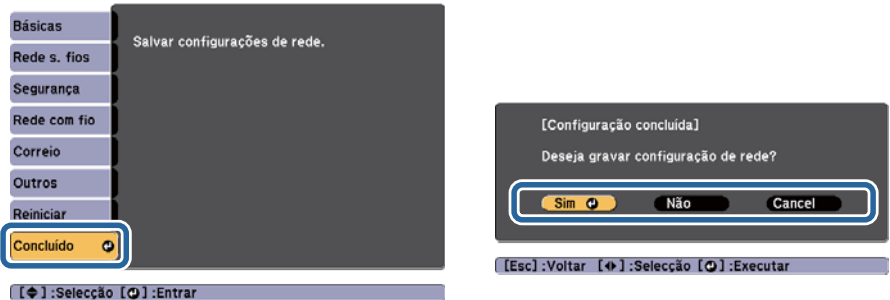 Básicas
Rede s. fios
Segurança
Rede com fio
Correio
Outros
Reiniciar
Concluído
Salvar configurações de rede.
[ ]:Selecção [ ]:Entrar
[Configuração concluída]
Deseja gravar configuração de rede?
Sim Não Cancel
[Esc]:Voltar [ ]:Selecção [ ]:Executar